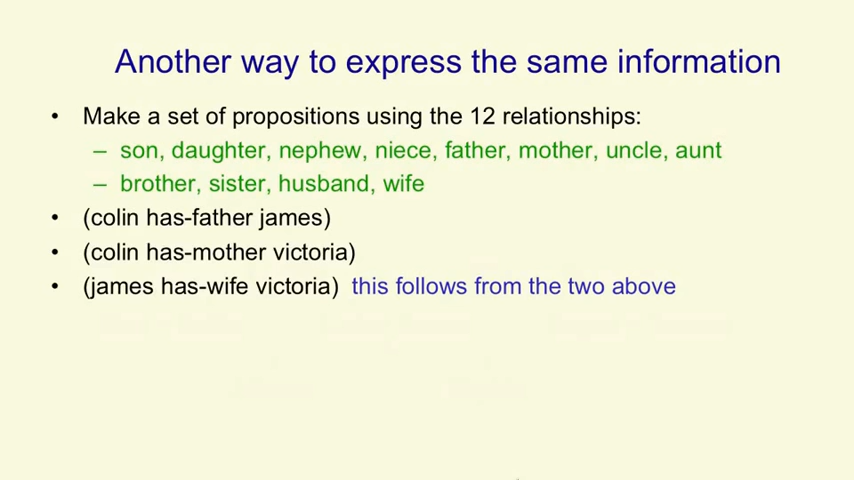 Another way to express the same information
• Make a set of propositions using the 12 relationships:
– son, daughter, nephew, niece, father, mother, uncle, aunt
– brother, sister, husband, wife
• (colin has-father james)
• (colin has-mother victoria)
• (james has-wife victoria) this follows from the two above